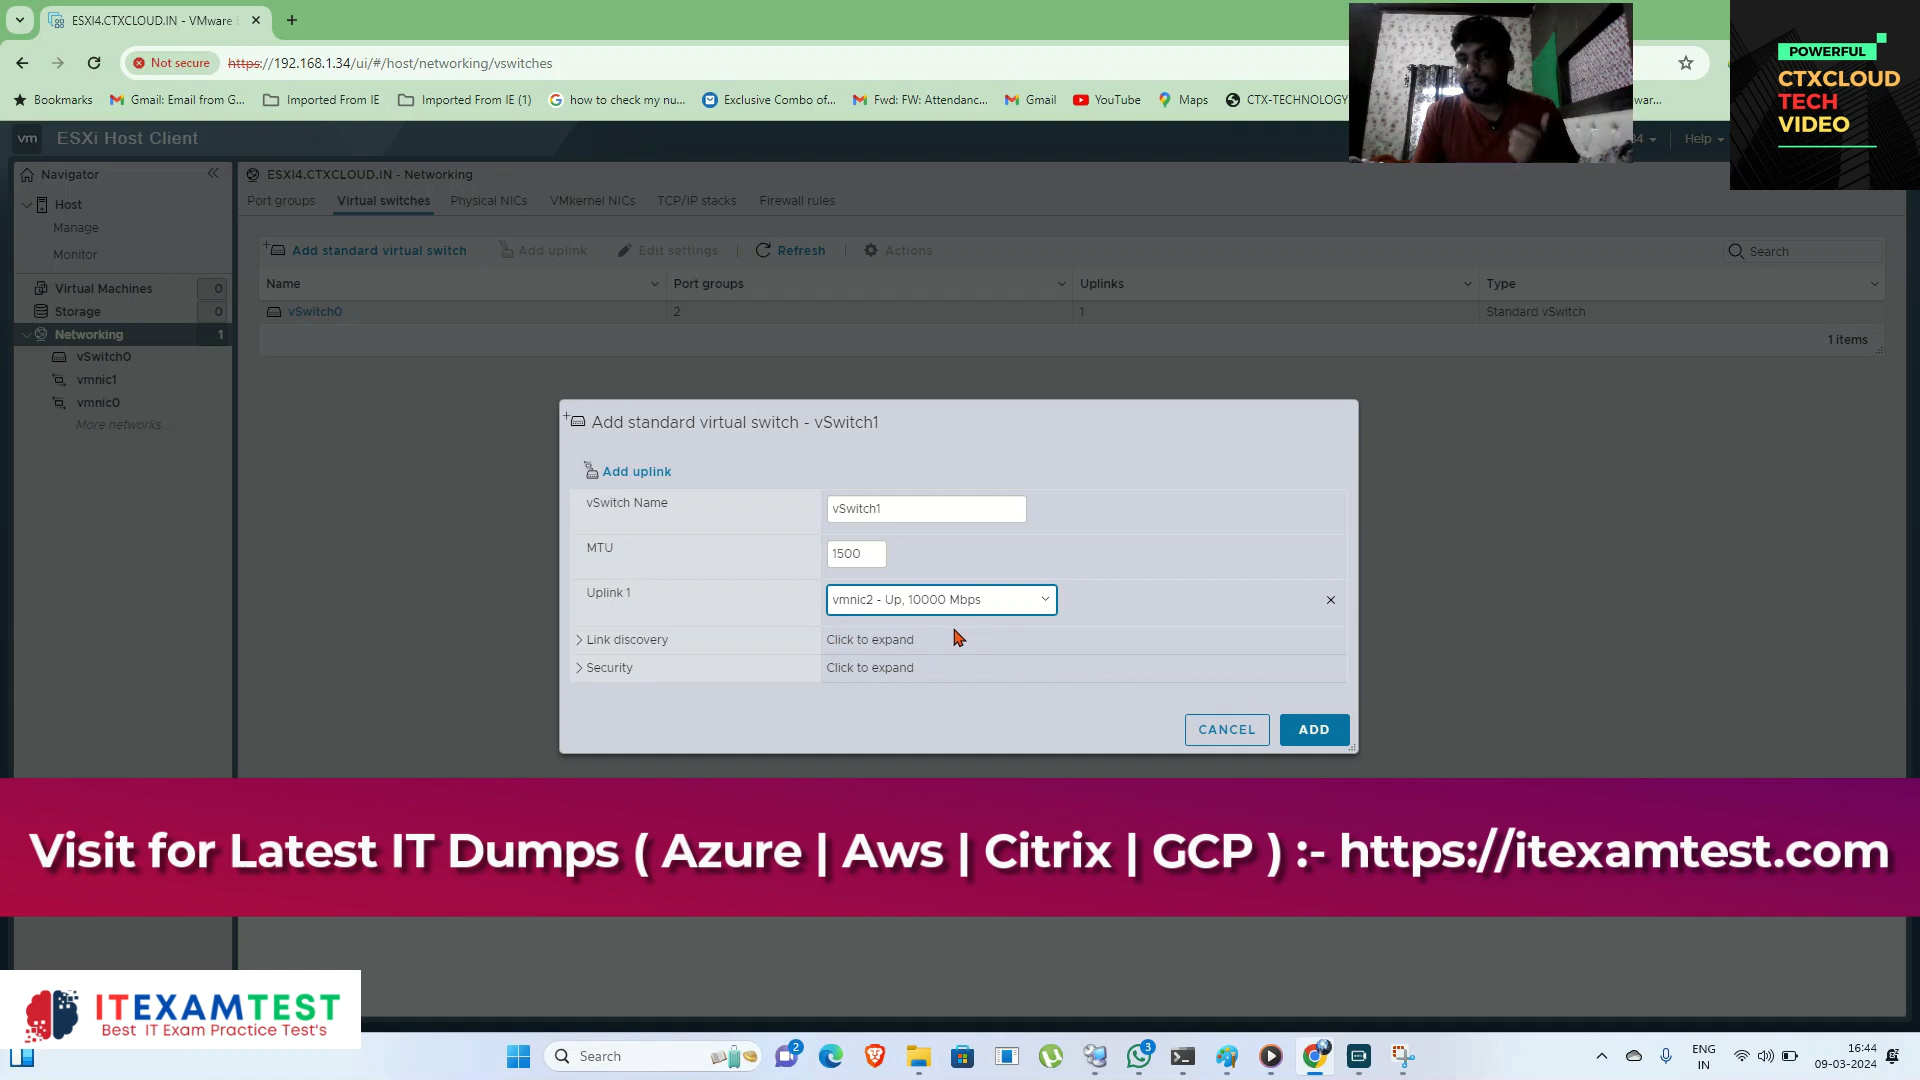 ESXI4.CTXCLOUD.IN - VMware
Not secure
https://192.168.1.34/ui/#/host/networking/vswitches
Bookmarks
Gmail: Email from G...
Imported From IE
Imported From IE (1)
how to check my nu...
Exclusive Combo of...
Fwd: FW: Attendanc...
Gmail
YouTube
Maps
CTX-TECHNOLOGY
POWERFUL
CTXCLOUD
TECH
VIDEO
vm
ESXi Host Client
Help
Navigator
Host
Manage
Monitor
Virtual Machines 0
Storage 0
Networking 1
vSwitch0
vmnic1
vmnic0
More networks...
ESXI4.CTXCLOUD.IN - Networking
Port groups
Virtual switches
Physical NICs
VMkernel NICs
TCP/IP stacks
Firewall rules
Add standard virtual switch
Add uplink
Edit settings
Refresh
Actions
Search
Name
Port groups
Uplinks
Type
vSwitch0
2
1
Standard vSwitch
1 items
Add standard virtual switch - vSwitch1
Add uplink
vSwitch Name
vSwitch1
MTU
1500
Uplink 1
vmnic2 - Up, 10000 Mbps
Link discovery
Click to expand
Security
Click to expand
CANCEL
ADD
Visit for Latest IT Dumps ( Azure | Aws | Citrix | GCP ) :- https://itexamtest.com
ITEXAMTEST
Best IT Exam Practice Test's
Search
2
3
ENG
IN
16:44
09-03-2024